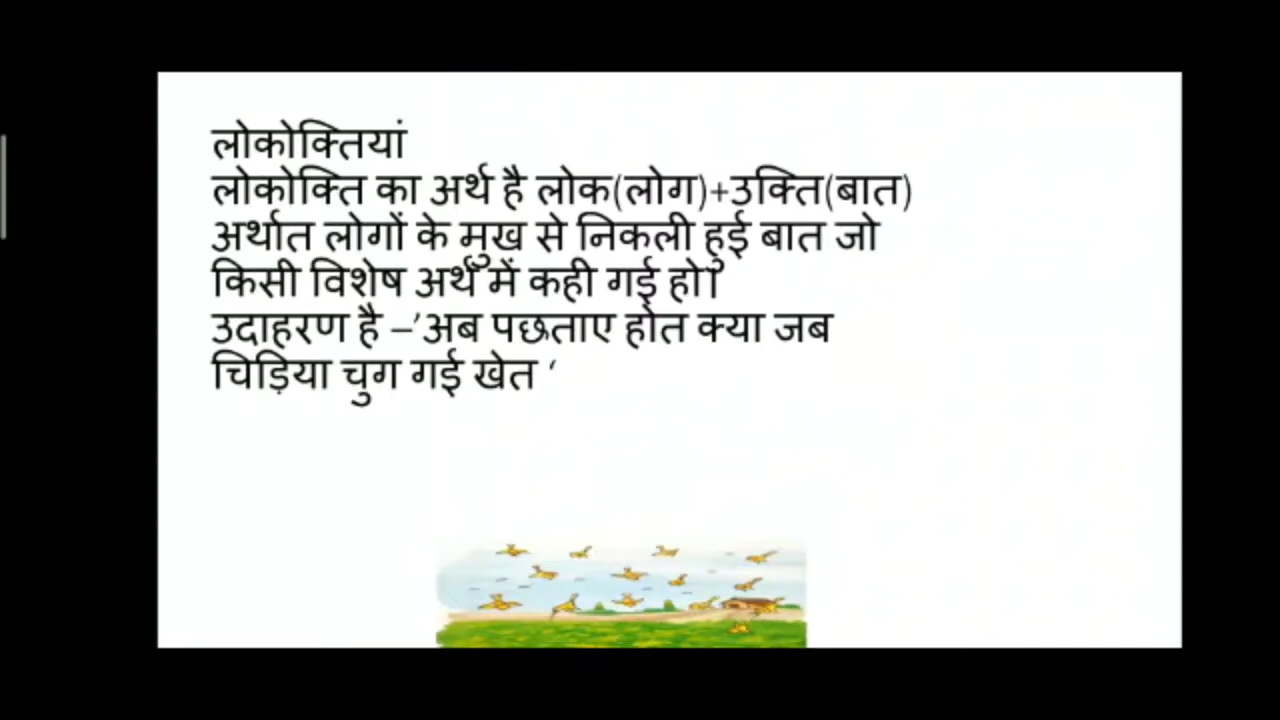 लोकोक्तियां
लोकोक्ति का अर्थ है लोक(लोग)+उक्ति(बात)
अर्थात लोगों के मुख से निकली हुई बात जो
किसी विशेष अर्थ में कही गई हो।
उदाहरण है –’अब पछताए होत क्या जब
चिड़िया चुग गई खेत ‘